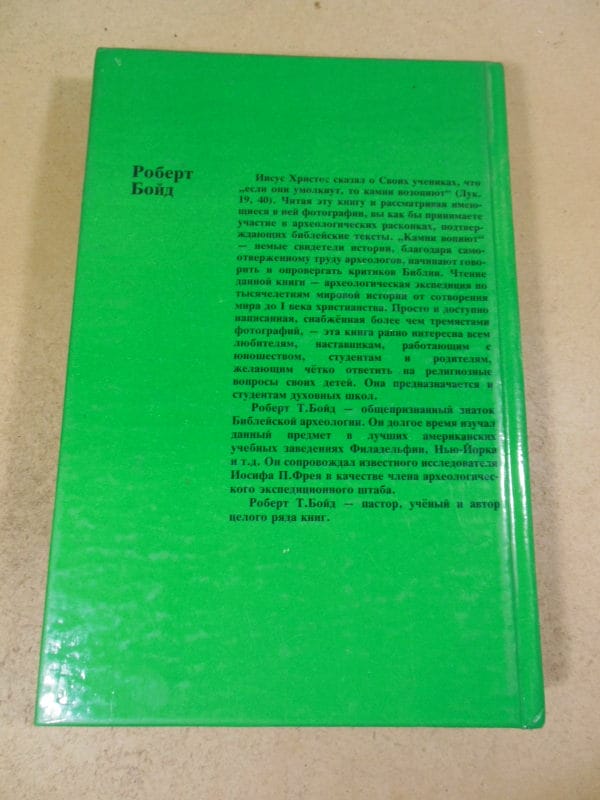 Роберт
Бойд
Иисус Христос сказал о Своих учениках, что
„если они умолкнут, то камни возопиют“ (Лук.
19, 40). Читая эту книгу и рассматривая имею-
щиеся в ней фотографии, вы как бы принимаете
участие в археологических раскопках, подтвер-
ждающих библейские тексты. „Камни вопиют“
— немые свидетели истории, благодаря само-
отверженному труду археологов, начинают гово-
рить и опровергать критиков Библии. Чтение
данной книги — археологическая экспедиция по
тысячелетиям мировой истории от сотворения
мира до I века христианства. Просто и доступно
написанная, снабжённая более чем тремястами
фотографий, — эта книга равно интересна всем
любителям, наставникам, работающим с
юношеством, студентам и родителям,
желающим чётко ответить на религиозные
вопросы своих детей. Она предназначается и
студентам духовных школ.
Роберт Т.Бойд — общепризнанный знаток
Библейской археологии. Он долгое время изучал
данный предмет в лучших американских
учебных заведениях Филадельфии, Нью-Йорка
и т.д. Он сопровождал известного исследователя
Иосифа П.Фрея в качестве члена археологичес-
кого экспедиционного штаба.
Роберт Т.Бойд — пастор, учёный и автор
целого ряда книг.